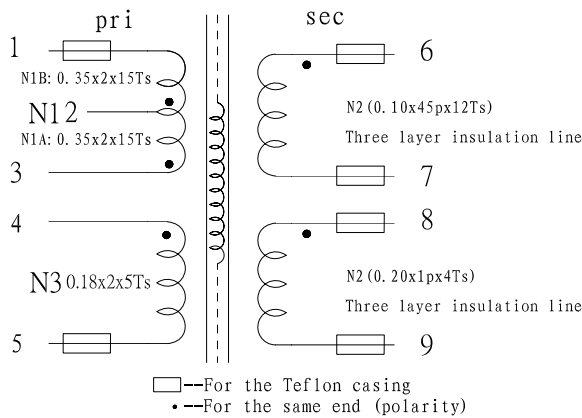 pri
sec
1
6
N1B: 0.35x2x15Ts
N12
N1A: 0.35x2x15Ts
N2(0.10x45px12Ts)
Three layer insulation line
3
7
4
8
N3 0.18x2x5Ts
N2(0.20x1px4Ts)
Three layer insulation line
5
9
--For the Teflon casing
--For the same end (polarity)